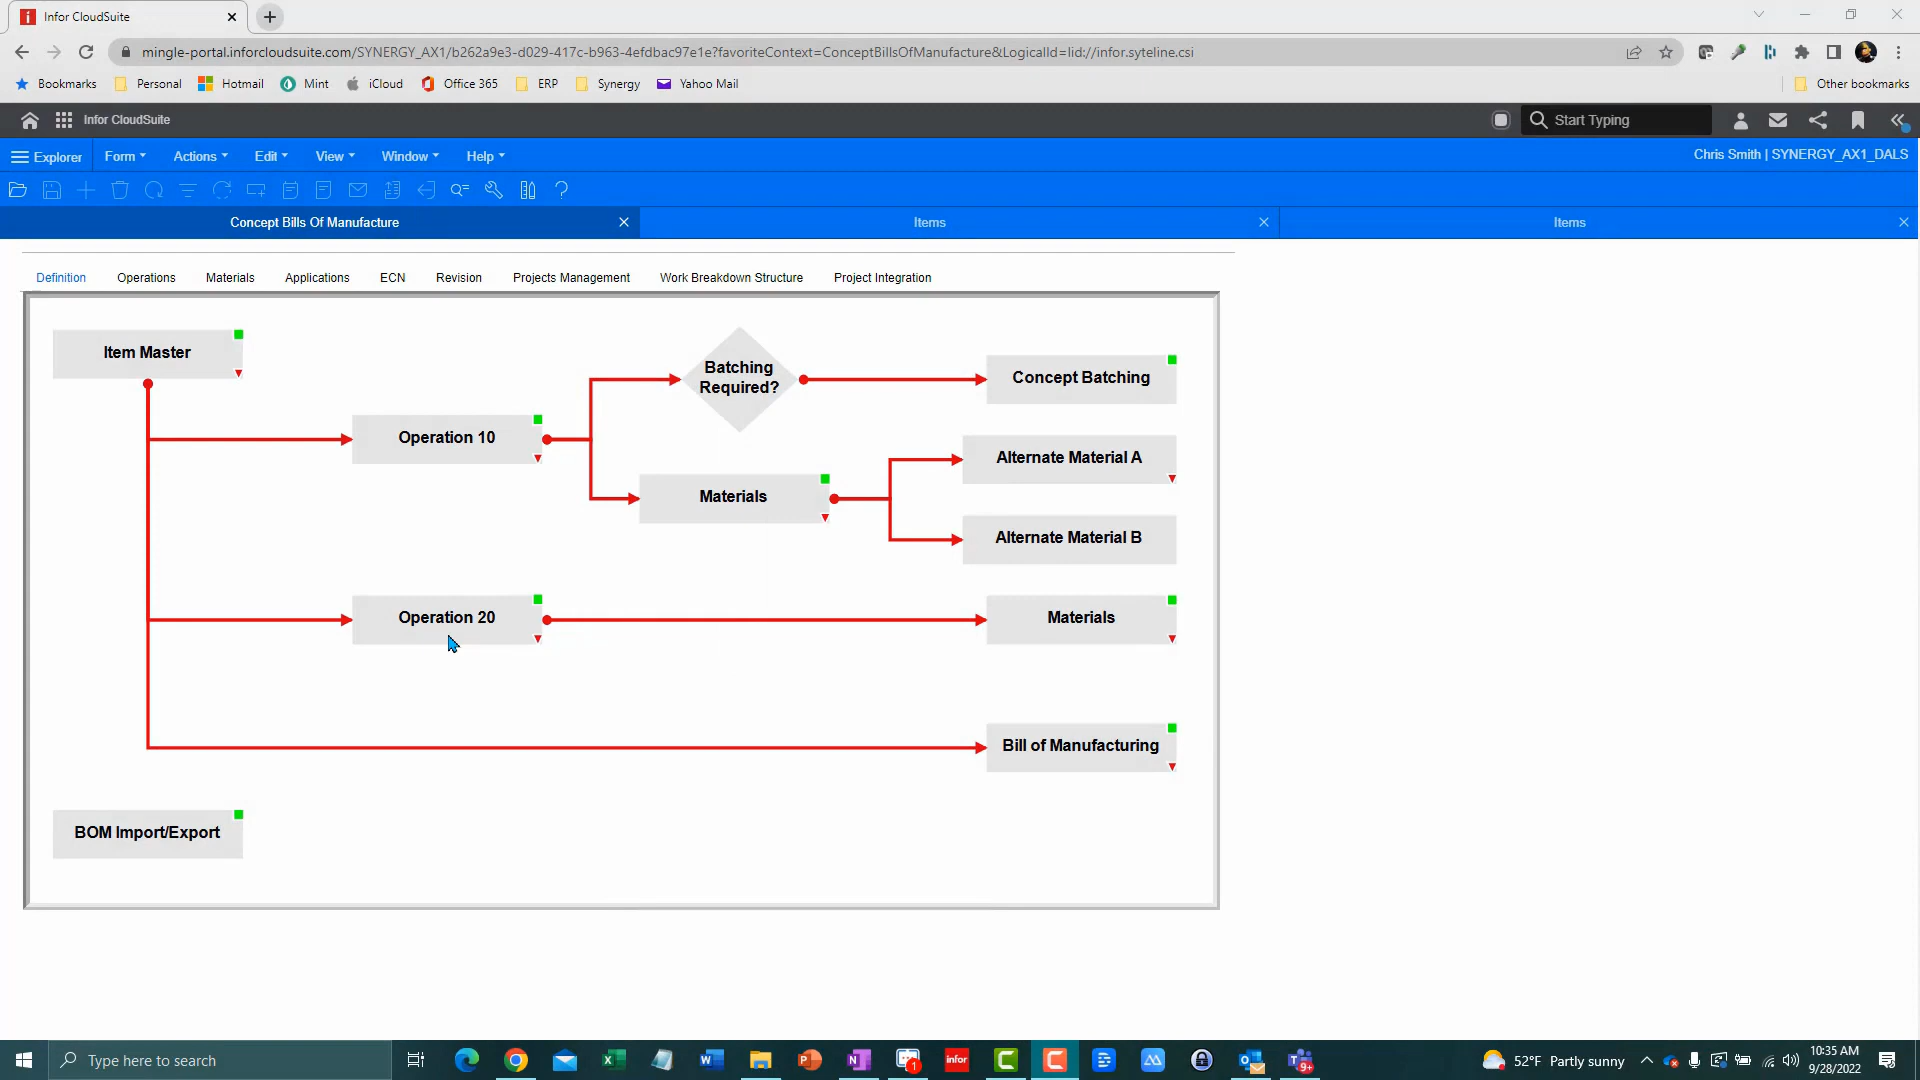 Infor CloudSuite
mingle-portal.inforcloudsuite.com/SYNERGY_AX1/b262a9e3-d029-417c-b963-4efdbac97e1e?favoriteContext=ConceptBillsOfManufacture&LogicalId=lid://infor.syteline.csi
Bookmarks Personal Hotmail Mint iCloud Office 365 ERP Synergy Yahoo Mail Other bookmarks
Infor CloudSuite Start Typing
Explorer Form Actions Edit View Window Help Chris Smith | SYNERGY_AX1_DALS
Concept Bills Of Manufacture Items Items
Definition Operations Materials Applications ECN Revision Projects Management Work Breakdown Structure Project Integration
Item Master
Batching
Required?
Concept Batching
Operation 10
Alternate Material A
Materials
Alternate Material B
Operation 20
Materials
Bill of Manufacturing
BOM Import/Export
Type here to search
infor
1
9+
52°F Partly sunny
10:35 AM
9/28/2022